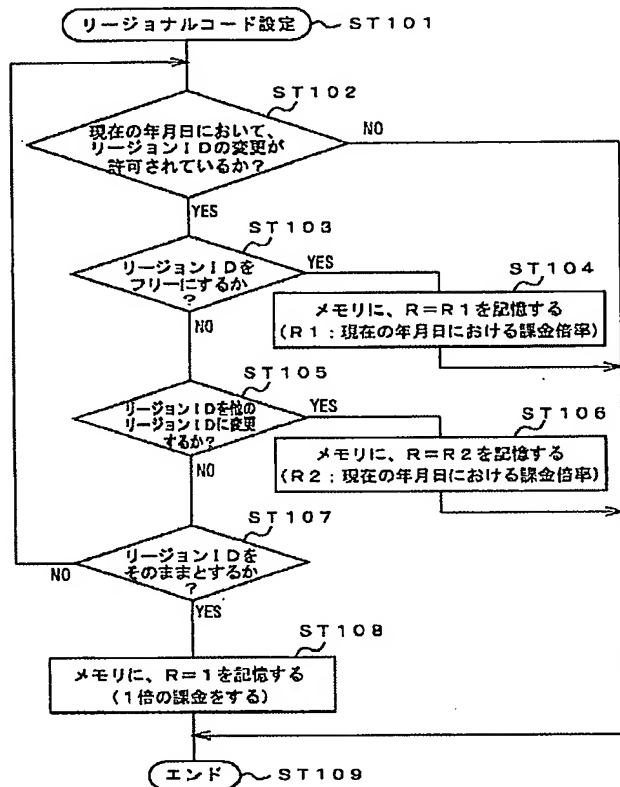 リージョナルコード設定
ST101
ST102
現在の年月日において、
リージョンIDの変更が
許可されているか?
NO
YES
ST103
リージョンIDを
フリーにするか
?
YES
NO
ST104
メモリに、R=R1を記憶する
(R1:現在の年月日における課金倍率)
ST105
リージョンIDを他の
リージョンIDに変更
するか?
YES
NO
ST106
メモリに、R=R2を記憶する
(R2:現在の年月日における課金倍率)
ST107
リージョンIDを
そのままとするか
?
NO
YES
ST108
メモリに、R=1を記憶する
(1倍の課金をする)
エンド
ST109